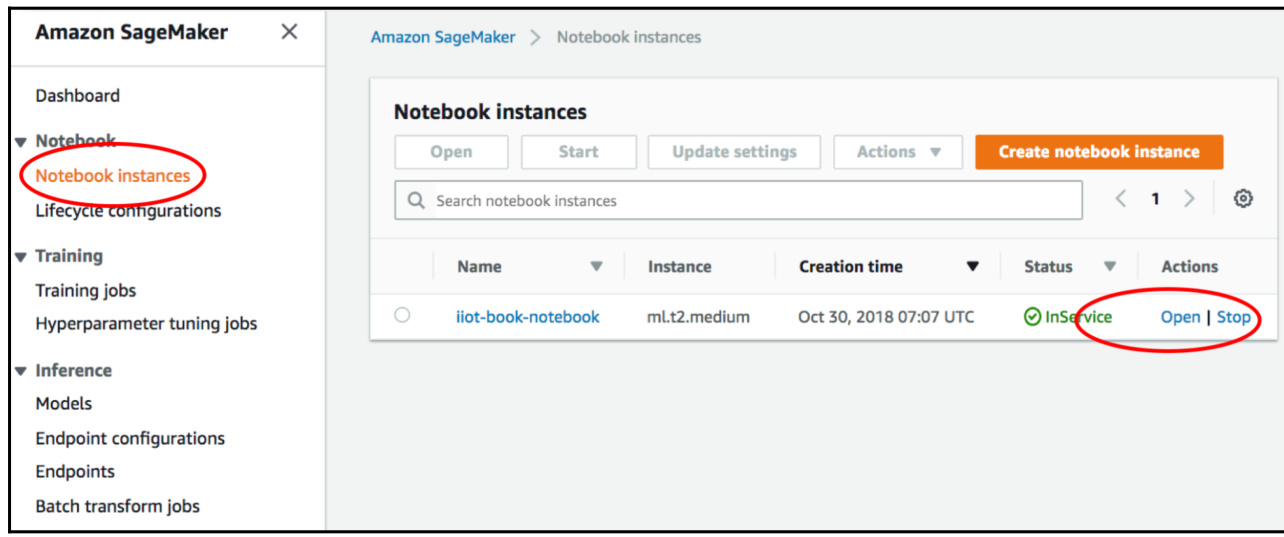 Amazon SageMaker
Dashboard
Notebook
Notebook instances
Lifecycle configurations
Training
Training jobs
Hyperparameter tuning jobs
Inference
Models
Endpoint configurations
Endpoints
Batch transform jobs
Amazon SageMaker > Notebook instances
Notebook instances
Open Start Update settings Actions Create notebook instance
Search notebook instances < 1 >
Name Instance Creation time Status Actions
iiot-book-notebook ml.t2.medium Oct 30, 2018 07:07 UTC InService Open | Stop